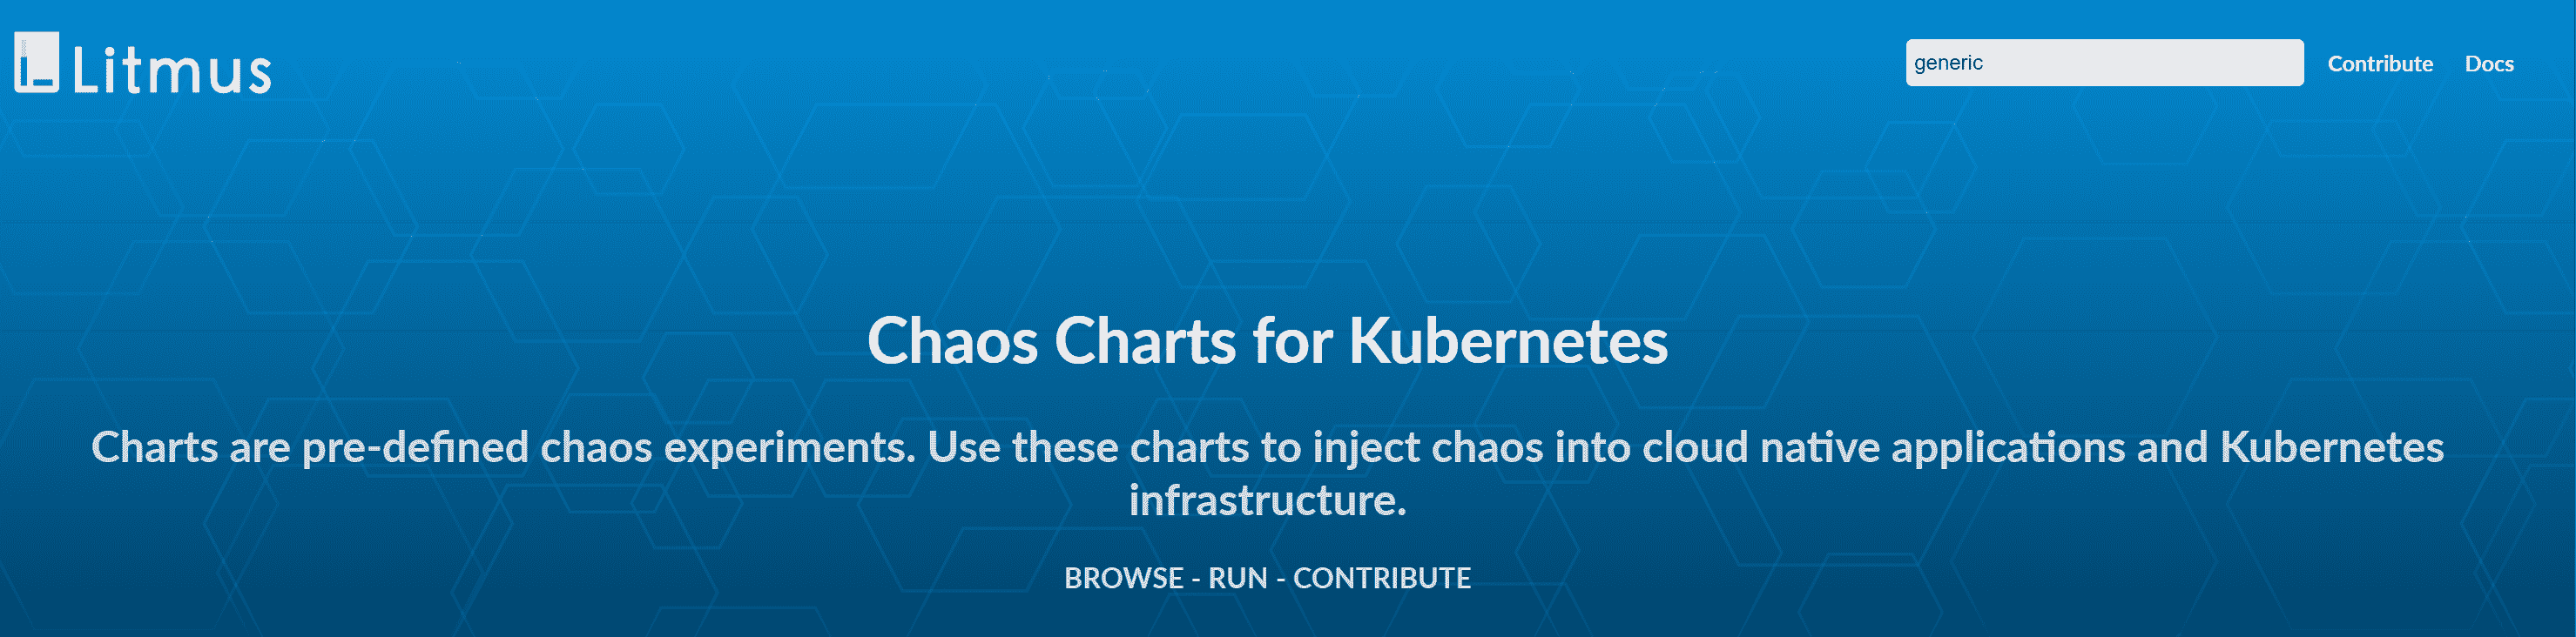 Litmus
generic
Contribute
Docs
Chaos Charts for Kubernetes
Charts are pre-defined chaos experiments. Use these charts to inject chaos into cloud native applications and Kubernetes
infrastructure.
BROWSE - RUN - CONTRIBUTE